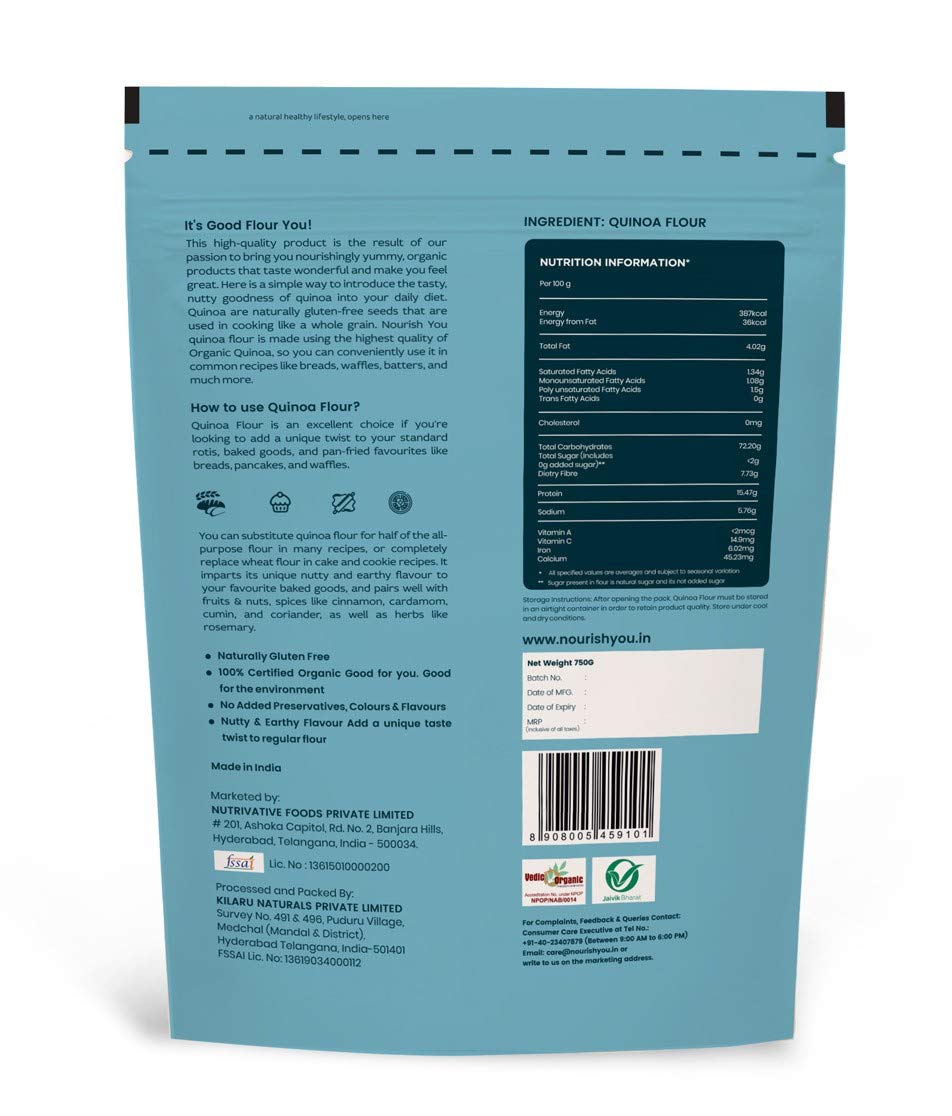 a natural healthy lifestyle, opens here
It's Good Flour You!
This high-quality product is the result of our
passion to bring you nourishingly yummy, organic
products that taste wonderful and make you feel
great. Here is a simple way to introduce the tasty,
nutty goodness of quinoa into your daily diet.
Quinoa are naturally gluten-free seeds that are
used in cooking like a whole grain. Nourish You
quinoa flour is made using the highest quality of
Organic Quinoa, so you can conveniently use it in
common recipes like breads, waffles, batters, and
much more.
How to use Quinoa Flour?
Quinoa Flour is an excellent choice if you're
looking to add a unique twist to your standard
rotis, baked goods, and pan-fried favourites like
breads, pancakes, and waffles.
You can substitute quinoa flour for half of the all-
purpose flour in many recipes, or completely
replace wheat flour in cake and cookie recipes. It
imparts its unique nutty and earthy flavour to
your favourite baked goods, and pairs well with
fruits & nuts, spices like cinnamon, cardamom,
cumin, and coriander, as well as herbs like
rosemary.
• Naturally Gluten Free
• 100% Certified Organic Good for you. Good
for the environment
• No Added Preservatives, Colours & Flavours
• Nutty & Earthy Flavour Add a unique taste
twist to regular flour
Made in India
Marketed by:
NUTRIVATIVE FOODS PRIVATE LIMITED
# 201, Ashoka Capitol, Rd. No. 2, Banjara Hills,
Hyderabad, Telangana, India - 500034.
fssai Lic. No : 13615010000200
Processed and Packed By:
KILARU NATURALS PRIVATE LIMITED
Survey No. 491 & 496, Puduru Village,
Medchal (Mandal & District),
Hyderabad Telangana, India-501401
FSSAI Lic. No: 13619034000112
INGREDIENT: QUINOA FLOUR
NUTRITION INFORMATION*
Per 100 g
Energy 387kcal
Energy from Fat 36kcal
Total Fat 4.02g
Saturated Fatty Acids 1.34g
Monounsaturated Fatty Acids 1.08g
Poly unsaturated Fatty Acids 1.5g
Trans Fatty Acids 0g
Cholesterol 0mg
Total Carbohydrates 72.20g
Total Sugar (Includes
0g added sugar)** <2g
Dietry Fibre 7.73g
Protein 15.47g
Sodium 5.76g
Vitamin A <2mcg
Vitamin C 14.9mg
Iron 6.02mg
Calcium 45.23mg
* All specified values are averages and subject to seasonal variation
** Sugar present in flour is natural sugar and its not added sugar
Storage Instructions: After opening the pack, Quinoa Flour must be stored
in an airtight container in order to retain product quality. Store under cool
and dry conditions.
www.nourishyou.in
Net Weight 750G
Batch No. :
Date of MFG. :
Date of Expiry :
MRP :
(Inclusive of all taxes)
8 908005 459101
Vedic Organic
Accreditation No. under NPOP
NPOP/NAB/0014
Jaivik Bharat
For Complaints, Feedback & Queries Contact:
Consumer Care Executive at Tel No.:
+91-40-23407879 (Between 9:00 AM to 6:00 PM)
Email: care@nourishyou.in or
write to us on the marketing address.